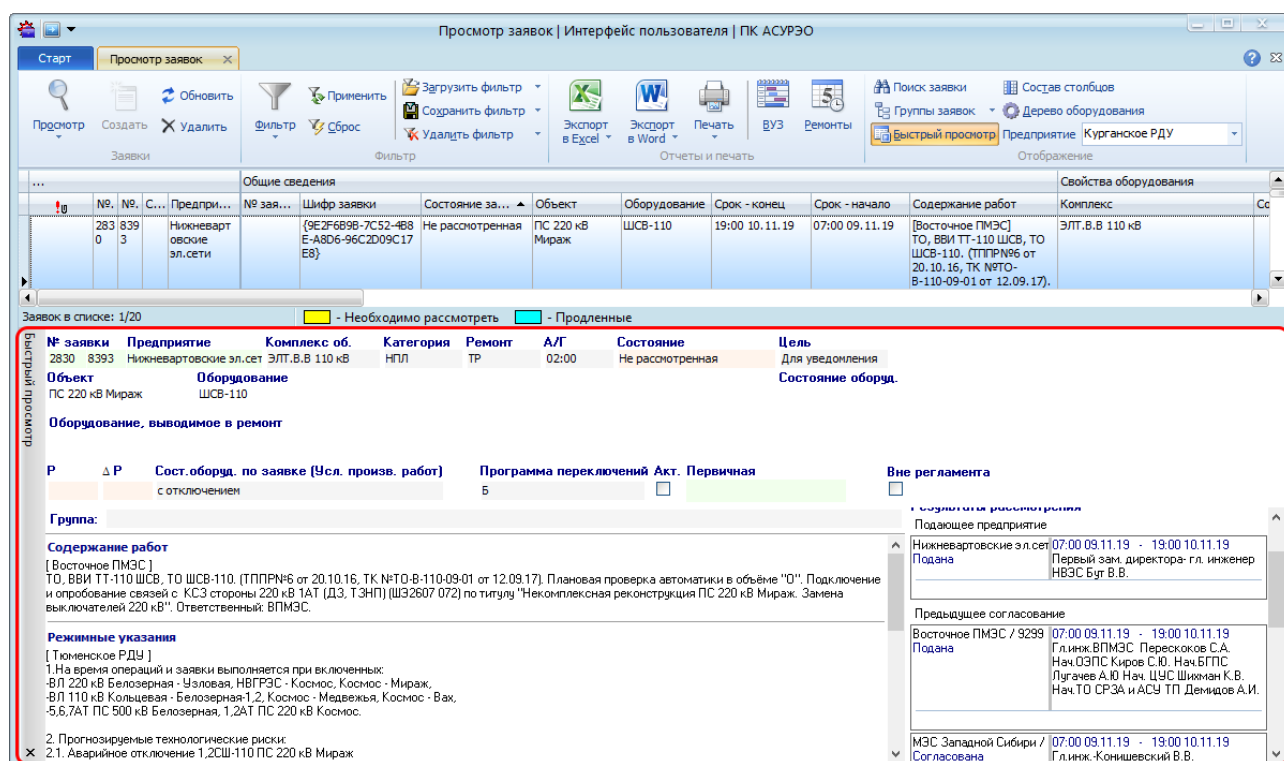 Просмотр заявок | Интерфейс пользователя | ПК АСУРЭО
Старт Просмотр заявок
Просмотр Создать Обновить Удалить Фильтр Применить Сброс Загрузить фильтр Сохранить фильтр Удалить фильтр Экспорт в Excel Экспорт в Word Печать ВУЗ Ремонты Поиск заявки Состав столбцов
Группы заявок Дерево оборудования
Быстрый просмотр Предприятие Курганское РДУ
Заявки Фильтр Отчеты и печать Отображение
... Общие сведения Свойства оборудования
№. №. С... Предпри... № зая... Шифр заявки Состояние за... Объект Оборудование Срок - конец Срок - начало Содержание работ Комплекс Сс
283 839 Нижневарт {9E2F6B9B-7C52-4B8 Не рассмотренная ПС 220 кВ ШСВ-110 19:00 10.11.19 07:00 09.11.19 [Восточное ПМЭС] ЭЛТ.В.В 110 кВ
0 3 овские E-A8D6-96C2D09C17 Мираж ТО, ВВИ ТТ-110 ШСВ, ТО
эл.сети E8} ШСВ-110. (ТППР№6 от
20.10.16, ТК №ТО-
В-110-09-01 от 12.09.17).
Заявок в списке: 1/20 - Необходимо рассмотреть - Продленные
Быстрый просмотр
№ заявки Предприятие Комплекс об. Категория Ремонт А/Г Состояние Цель
2830 8393 Нижневартовские эл.сет ЭЛТ.В.В 110 кВ НПЛ ТР 02:00 Не рассмотренная Для уведомления
Объект Оборудование Состояние оборуд.
ПС 220 кВ Мираж ШСВ-110
Оборудование, выводимое в ремонт
Р △ Р Сост.оборуд. по заявке (Усл. произв. работ) Программа переключений Акт. Первичная Вне регламента
с отключением Б
Группа:
Результаты рассмотрения
Подающее предприятие
Содержание работ
[ Восточное ПМЭС ]
ТО, ВВИ ТТ-110 ШСВ, ТО ШСВ-110. (ТППР№6 от 20.10.16, ТК №ТО-В-110-09-01 от 12.09.17). Плановая проверка автоматики в объёме "О". Подключение
и опробование связей с КСЗ стороны 220 кВ 1АТ (ДЗ, ТЗНП) (ШЭ2607 072) по титулу "Некомплексная реконструкция ПС 220 кВ Мираж. Замена
выключателей 220 кВ". Ответственный: ВПМЭС.
Режимные указания
[ Тюменское РДУ ]
1.На время операций и заявки выполняется при включенных:
-ВЛ 220 кВ Белозерная - Узловая, НВГРЭС - Космос, Космос - Мираж,
-ВЛ 110 кВ Кольцевая - Белозерная-1,2, Космос - Медвежья, Космос - Вах,
-5,6,7АТ ПС 500 кВ Белозерная, 1,2АТ ПС 220 кВ Космос.
2. Прогнозируемые технологические риски:
2.1. Аварийное отключение 1,2СШ-110 ПС 220 кВ Мираж
Нижневартовские эл.сет 07:00 09.11.19 - 19:00 10.11.19
Подана Первый зам. директора- гл. инженер
НВЭС Буг В.В.
Предыдущее согласование
Восточное ПМЭС / 9299 07:00 09.11.19 - 19:00 10.11.19
Подана Гл.инж.ВПМЭС Перескоков С.А.
Нач.ОЭПС Киров С.Ю. Нач.БГПС
Лугачев А.Ю Нач. ЦУС Шихман К.В.
Нач.ТО СРЗА и АСУ ТП Демидов А.И.
МЭС Западной Сибири / 07:00 09.11.19 - 19:00 10.11.19
Согласована Гл.инж.-Конишевский В.В.